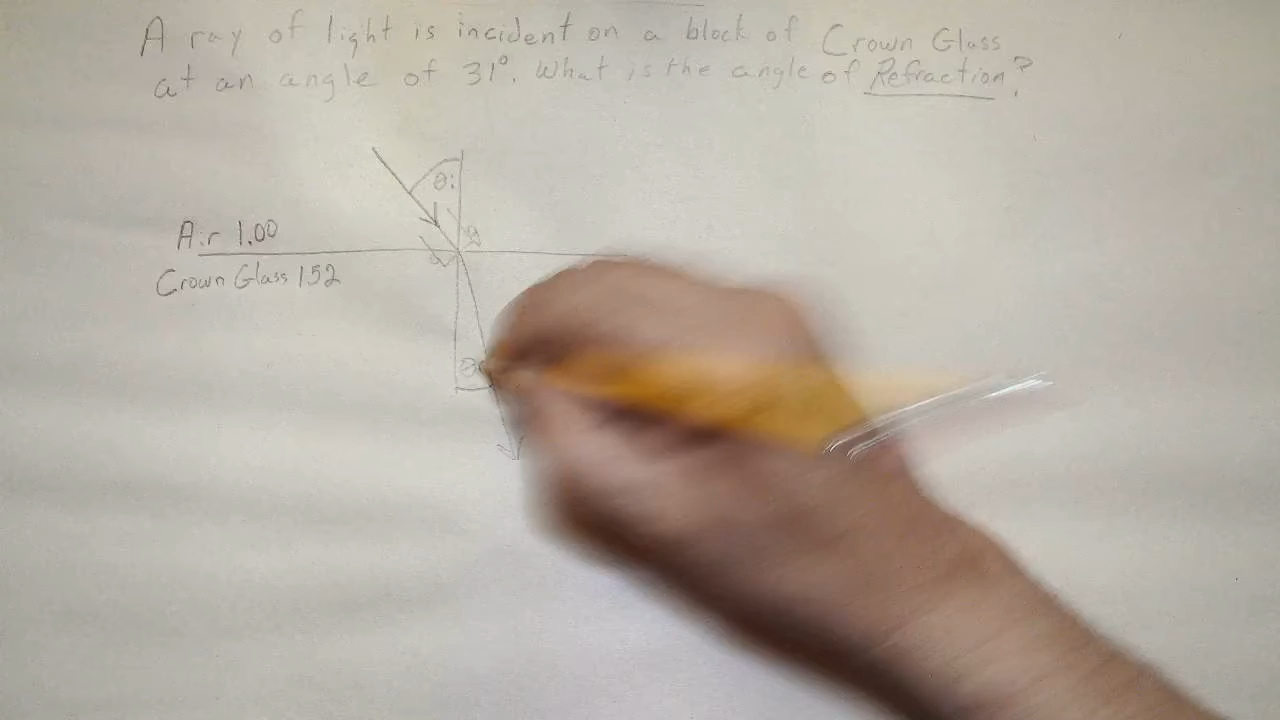 A ray of light is incident on a block of Crown Glass
at an angle of 31°. What is the angle of Refraction?
θi
Air 1.00
Crown Glass 1.52
θ